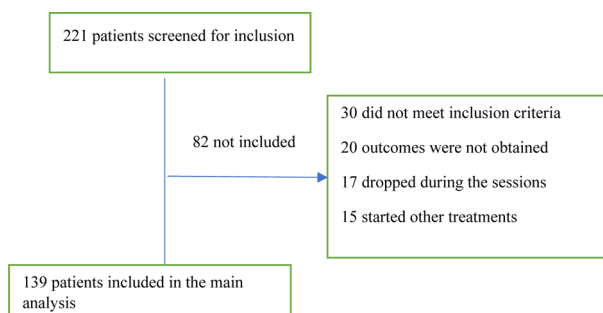 221 patients screened for inclusion
82 not included
30 did not meet inclusion criteria
20 outcomes were not obtained
17 dropped during the sessions
15 started other treatments
139 patients included in the main
analysis